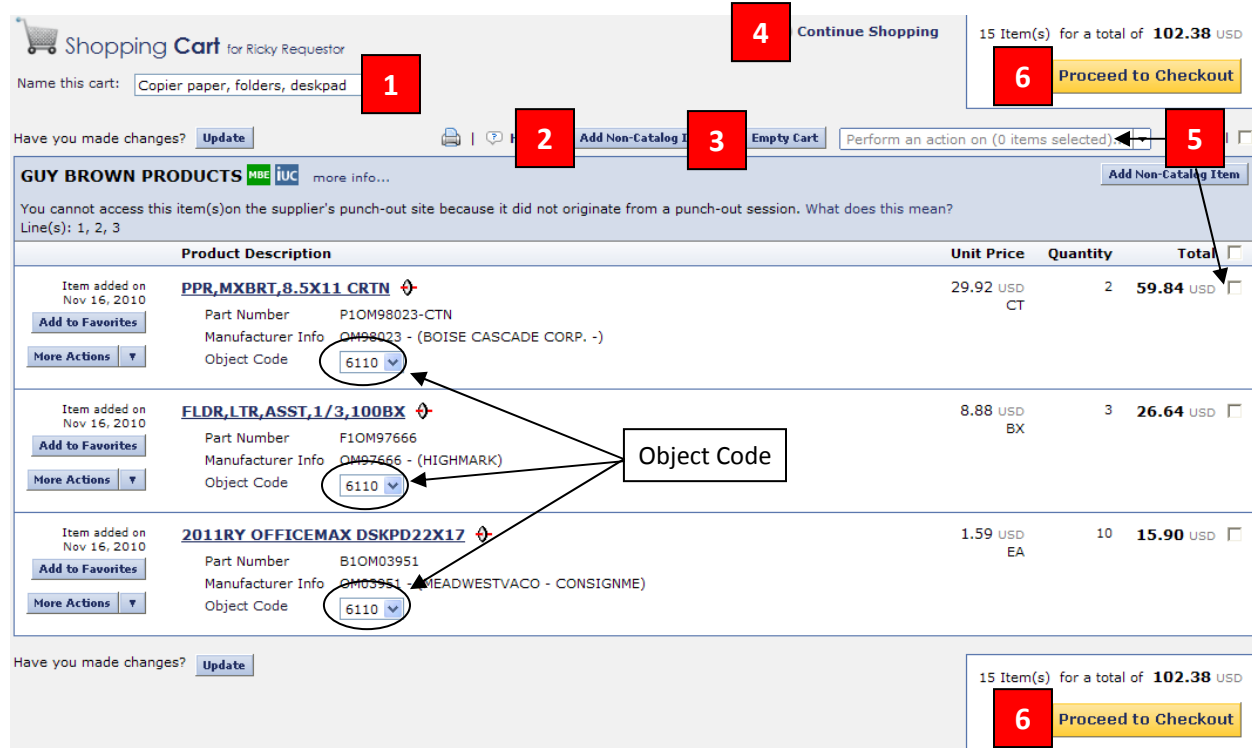 4 Continue Shopping
15 Item(s) for a total of 102.38 USD
Shopping Cart for Ricky Requestor
6 Proceed to Checkout
Name this cart: Copier paper, folders, deskpad 1
Have you made changes? Update | 2 Add Non-Catalog 3 Empty Cart Perform an action on (0 items selected)... 5
GUY BROWN PRODUCTS MBE iUC more info... Add Non-Catalog Item
You cannot access this item(s)on the supplier's punch-out site because it did not originate from a punch-out session. What does this mean?
Line(s): 1, 2, 3
Product Description Unit Price Quantity Total
Item added on PPR,MXBRT,8.5X11 CRTN 29.92 USD 2 59.84 USD
Nov 16, 2010 CT
Add to Favorites Part Number P1OM98023-CTN
Manufacturer Info OM98023 - (BOISE CASCADE CORP. -)
More Actions Object Code 6110
Item added on FLDR,LTR,ASST,1/3,100BX 8.88 USD 3 26.64 USD
Nov 16, 2010 BX
Add to Favorites Part Number F1OM97666
Manufacturer Info OM97666 - (HIGHMARK)
Object Code
More Actions Object Code 6110
Item added on 2011RY OFFICEMAX DSKPD22X17 1.59 USD 10 15.90 USD
Nov 16, 2010 EA
Add to Favorites Part Number B1OM03951
Manufacturer Info OM03951 - (MEADWESTVACO - CONSIGNME)
More Actions Object Code 6110
Have you made changes? Update
15 Item(s) for a total of 102.38 USD
6 Proceed to Checkout